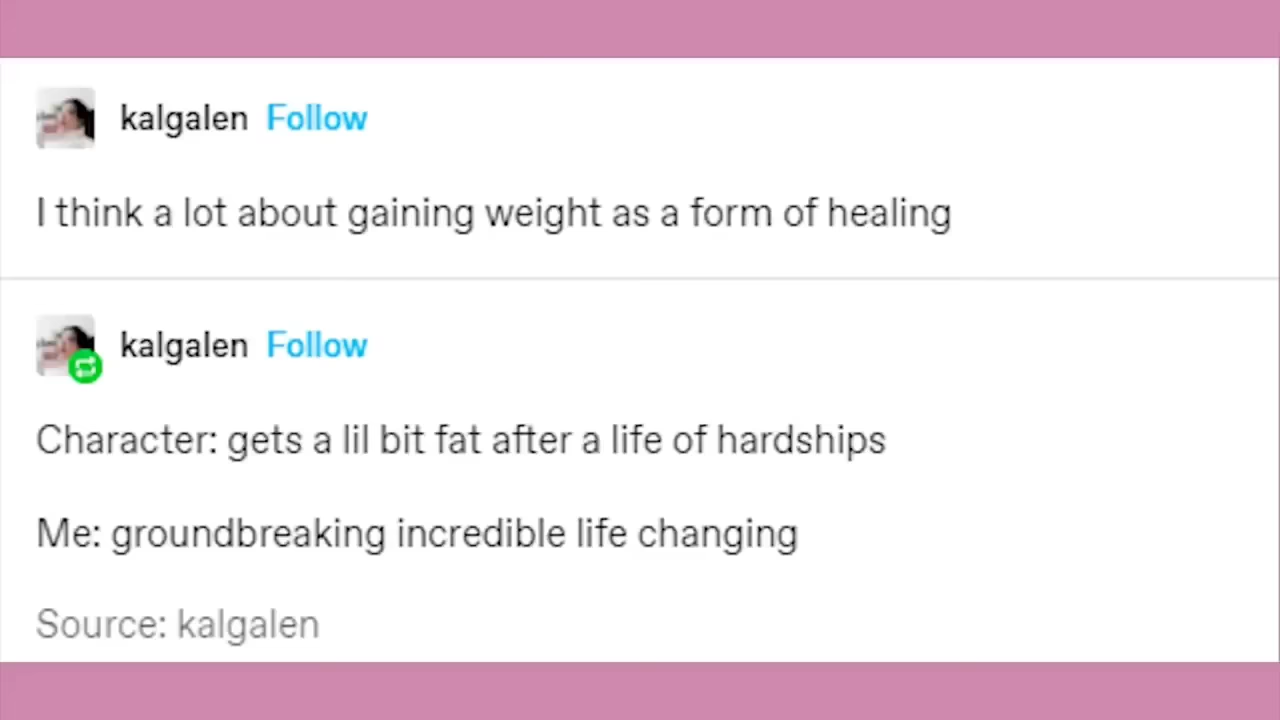 kalgalen Follow
I think a lot about gaining weight as a form of healing
kalgalen Follow
Character: gets a lil bit fat after a life of hardships
Me: groundbreaking incredible life changing
Source: kalgalen